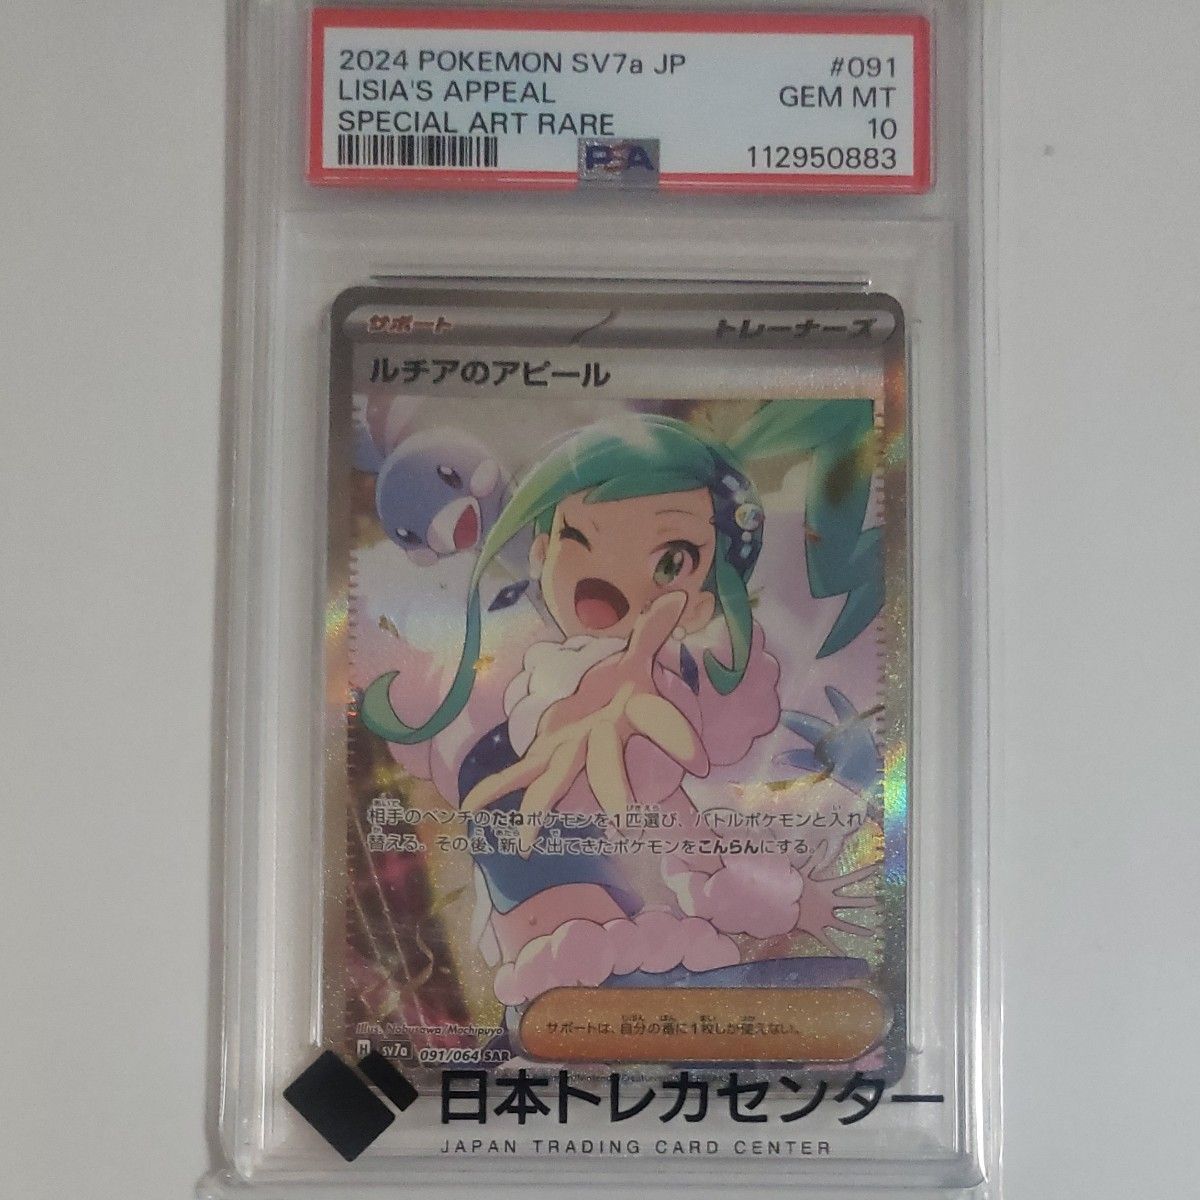 2024 POKEMON SV7a JP #091
LISIA'S APPEAL GEM MT
SPECIAL ART RARE 10
PSA 112950883
サポート トレーナーズ
ルチアのアピール
相手のベンチのたねポケモンを1匹選び、バトルポケモンと入れ
替える。その後、新しく出てきたポケモンをこんらんにする。
サポートは、自分の番に1枚しか使えない。
Illus. Nobusawa/Mochipuyo
H sv7a 091/064 SAR
日本トレカセンター
JAPAN TRADING CARD CENTER